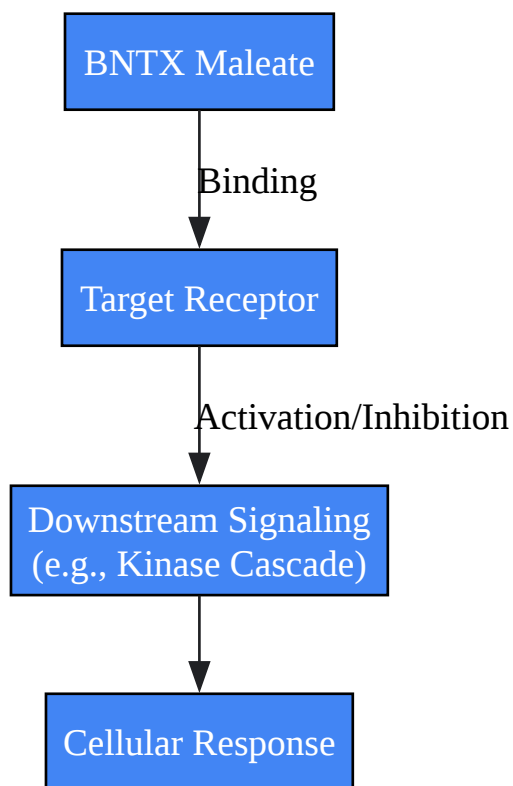 BNTX Maleate
Binding
Target Receptor
Activation/Inhibition
Downstream Signaling
(e.g., Kinase Cascade)
Cellular Response